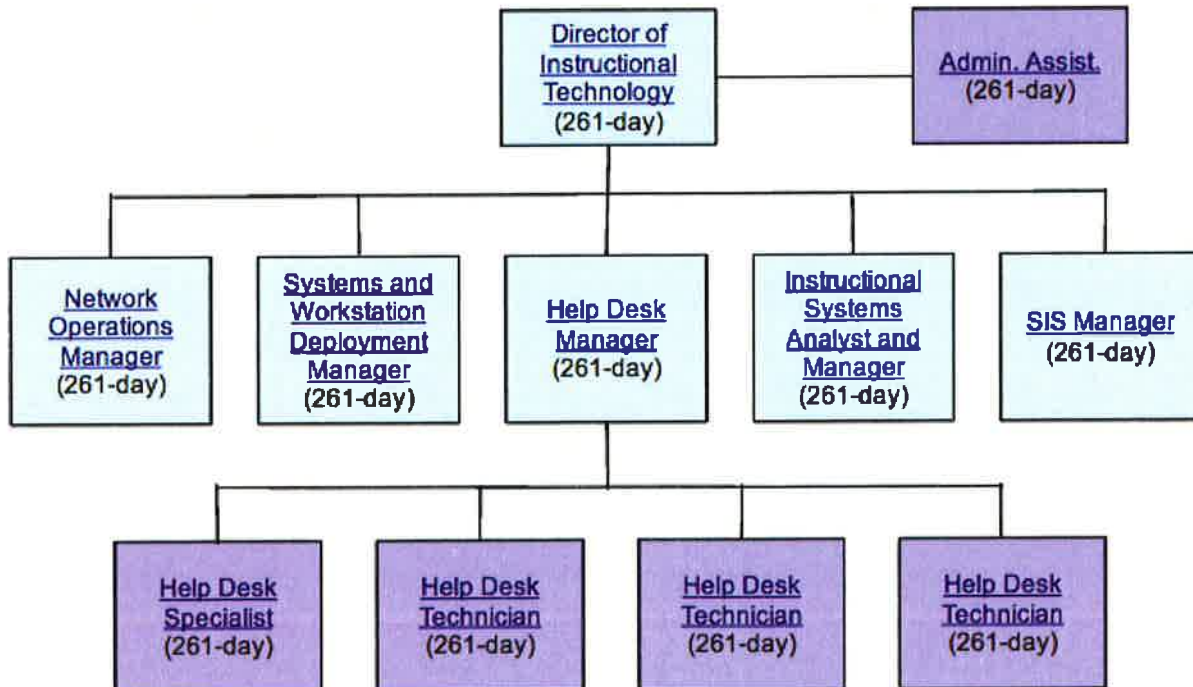 Director of
Instructional
Technology
(261-day)
Admin. Assist.
(261-day)
Network
Operations
Manager
(261-day)
Systems and
Workstation
Deployment
Manager
(261-day)
Help Desk
Manager
(261-day)
Instructional
Systems
Analyst and
Manager
(261-day)
SIS Manager
(261-day)
Help Desk
Specialist
(261-day)
Help Desk
Technician
(261-day)
Help Desk
Technician
(261-day)
Help Desk
Technician
(261-day)